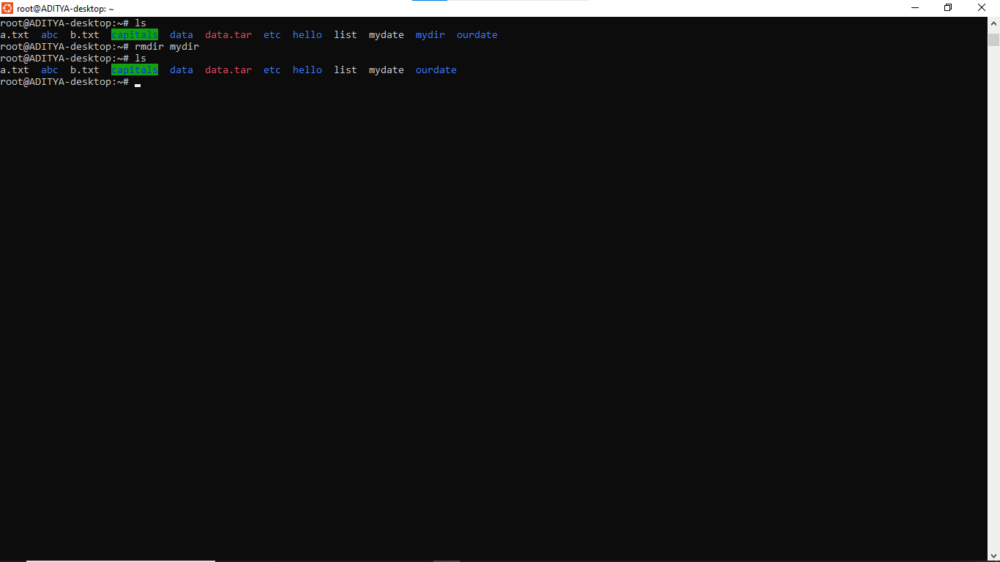 root@ADITYA-desktop: ~
root@ADITYA-desktop:~# ls
a.txt  abc  b.txt  capitals  data  data.tar  etc  hello  list  mydate  mydir  ourdate
root@ADITYA-desktop:~# rmdir mydir
root@ADITYA-desktop:~# ls
a.txt  abc  b.txt  capitals  data  data.tar  etc  hello  list  mydate  ourdate
root@ADITYA-desktop:~#